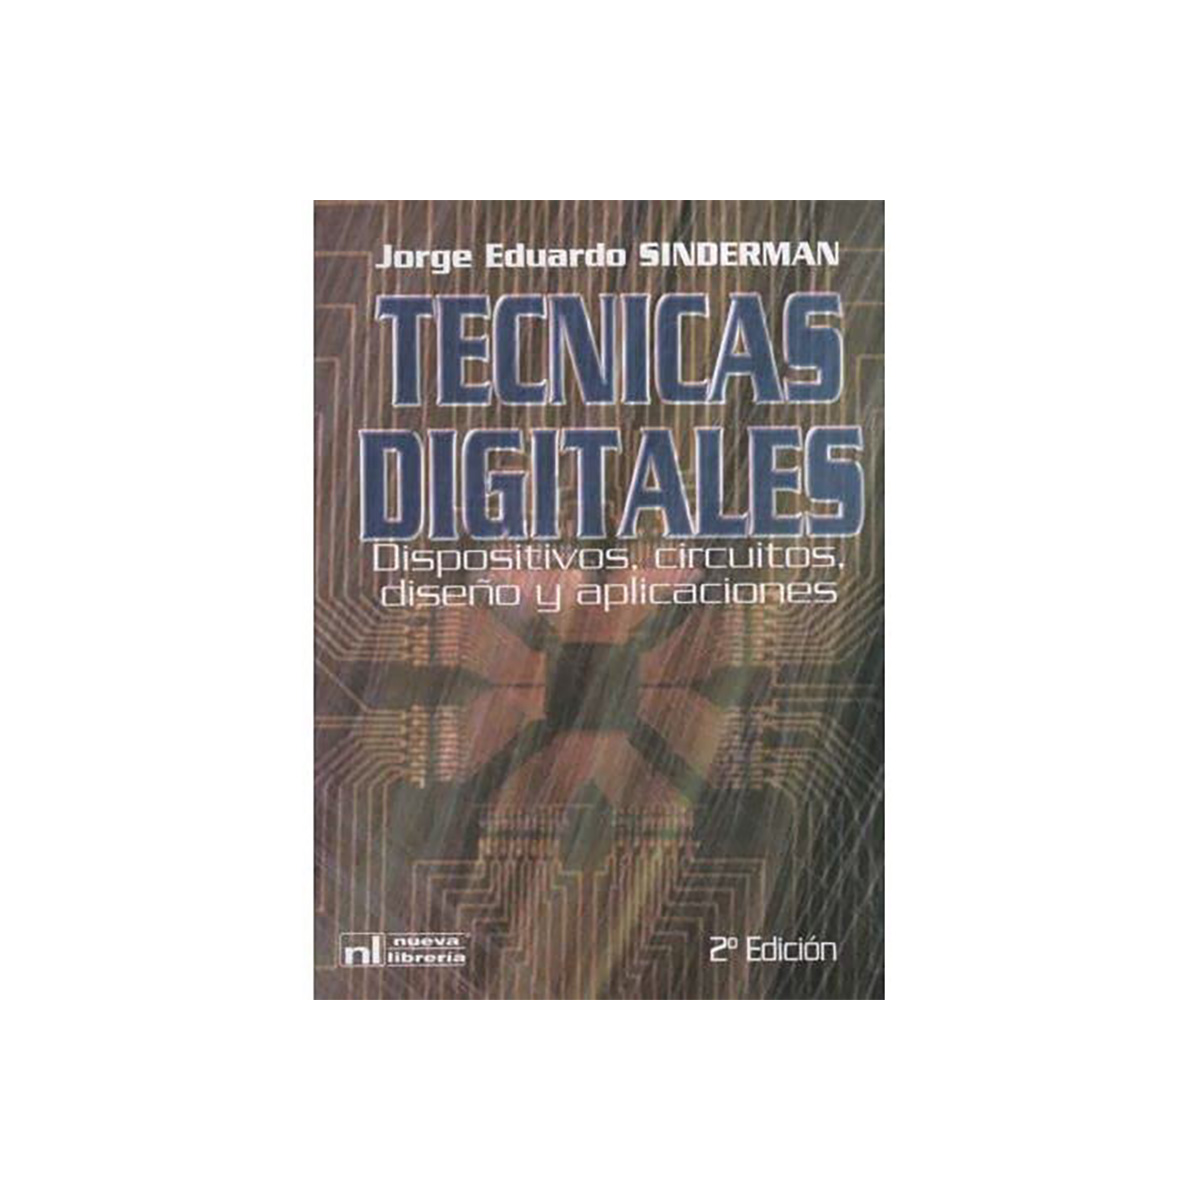 Jorge Eduardo SINDERMAN
TECNICAS
DIGITALES
Dispositivos, circuitos,
diseño y aplicaciones
nl nueva
librería
2º Edición